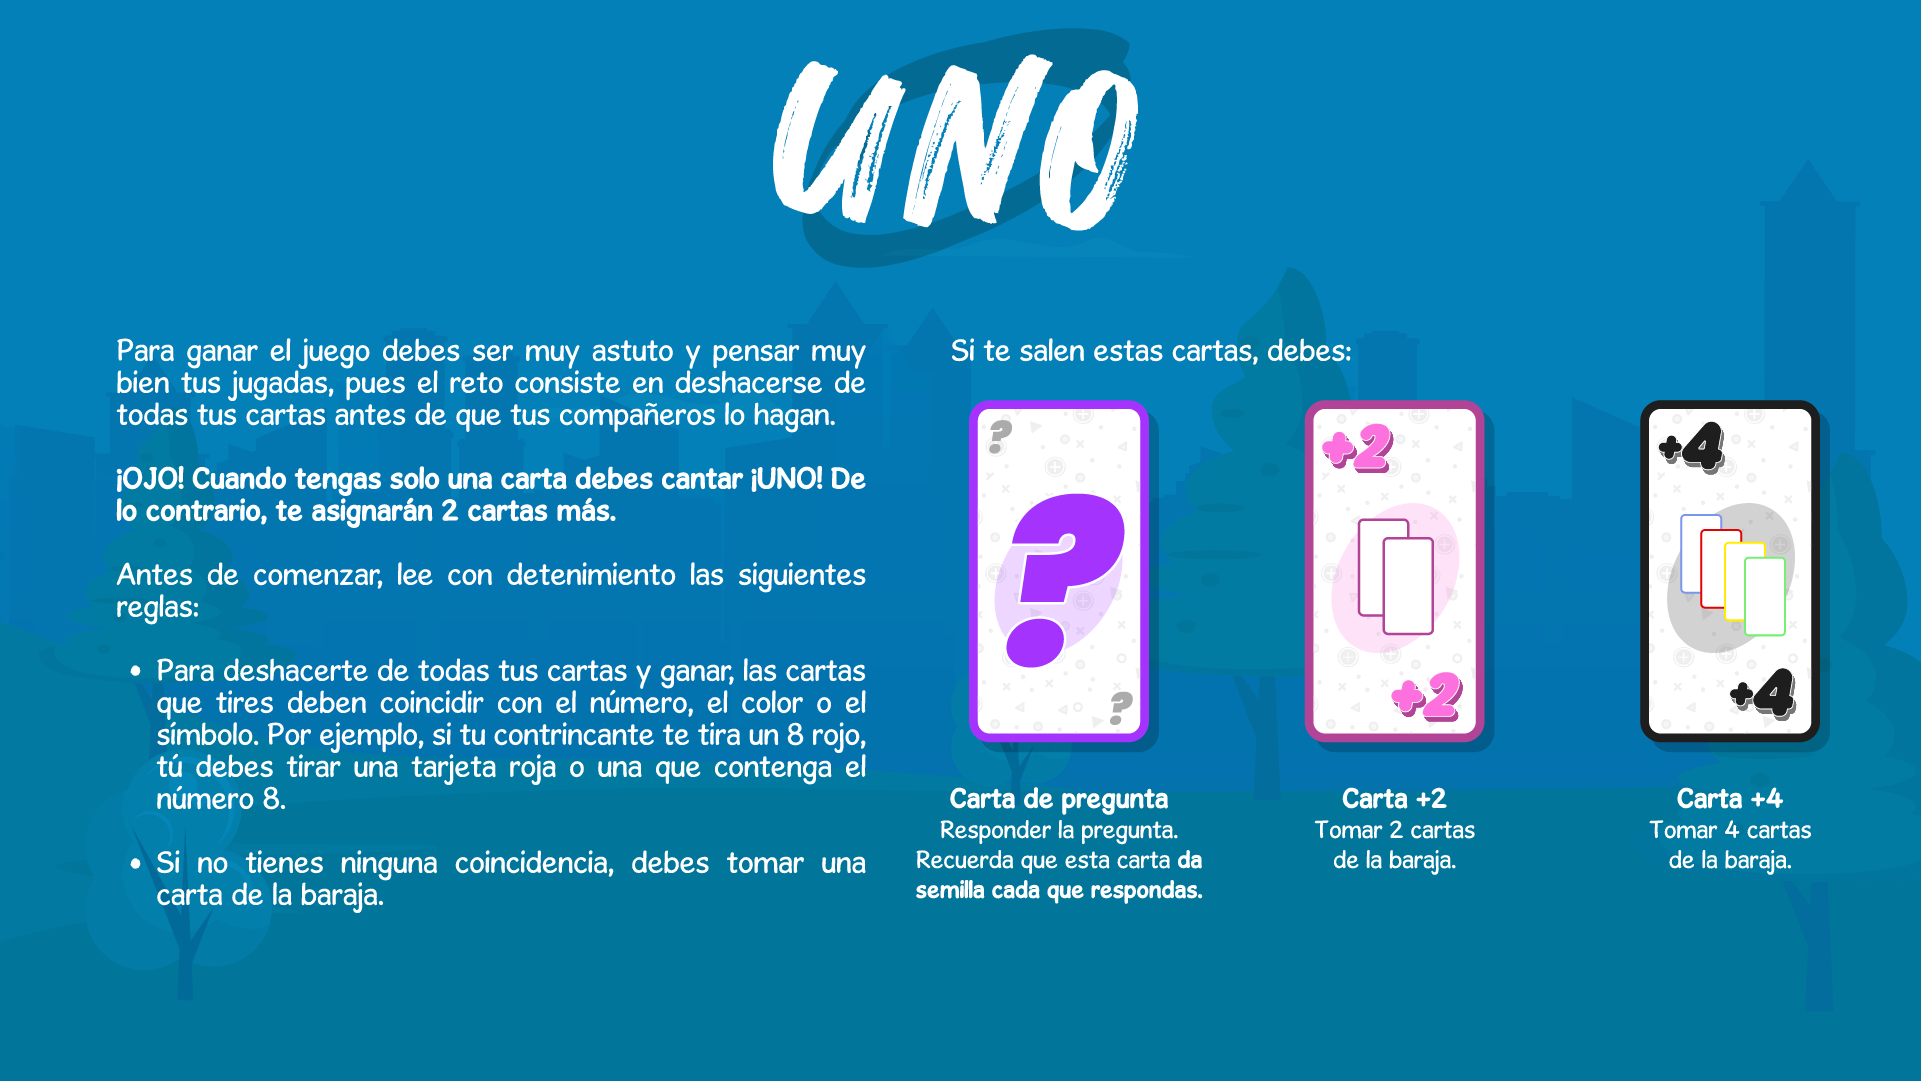 UNO
Para ganar el juego debes ser muy astuto y pensar muy
bien tus jugadas, pues el reto consiste en deshacerse de
todas tus cartas antes de que tus compañeros lo hagan.
¡OJO! Cuando tengas solo una carta debes cantar ¡UNO! De
lo contrario, te asignarán 2 cartas más.
Antes de comenzar, lee con detenimiento las siguientes
reglas:
• Para deshacerte de todas tus cartas y ganar, las cartas
que tires deben coincidir con el número, el color o el
símbolo. Por ejemplo, si tu contrincante te tira un 8 rojo,
tú debes tirar una tarjeta roja o una que contenga el
número 8.
• Si no tienes ninguna coincidencia, debes tomar una
carta de la baraja.
Si te salen estas cartas, debes:
?
?
?
Carta de pregunta
Responder la pregunta.
Recuerda que esta carta da
semilla cada que respondas.
+2
+2
Carta +2
Tomar 2 cartas
de la baraja.
+4
+4
Carta +4
Tomar 4 cartas
de la baraja.